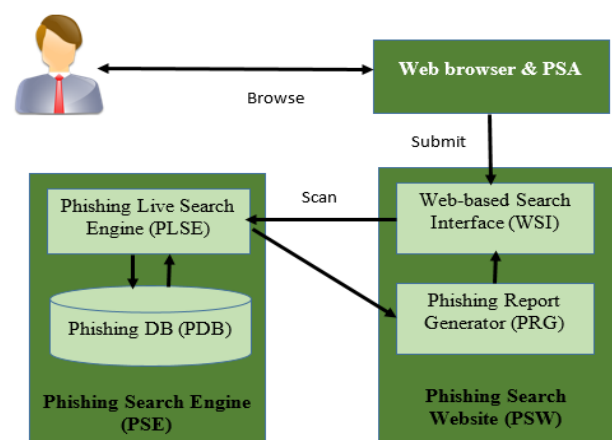 Web browser & PSA
Browse
Submit
Phishing Live Search
Engine (PLSE)
Scan
Web-based Search
Interface (WSI)
Phishing DB (PDB)
Phishing Report
Generator (PRG)
Phishing Search Engine
(PSE)
Phishing Search
Website (PSW)